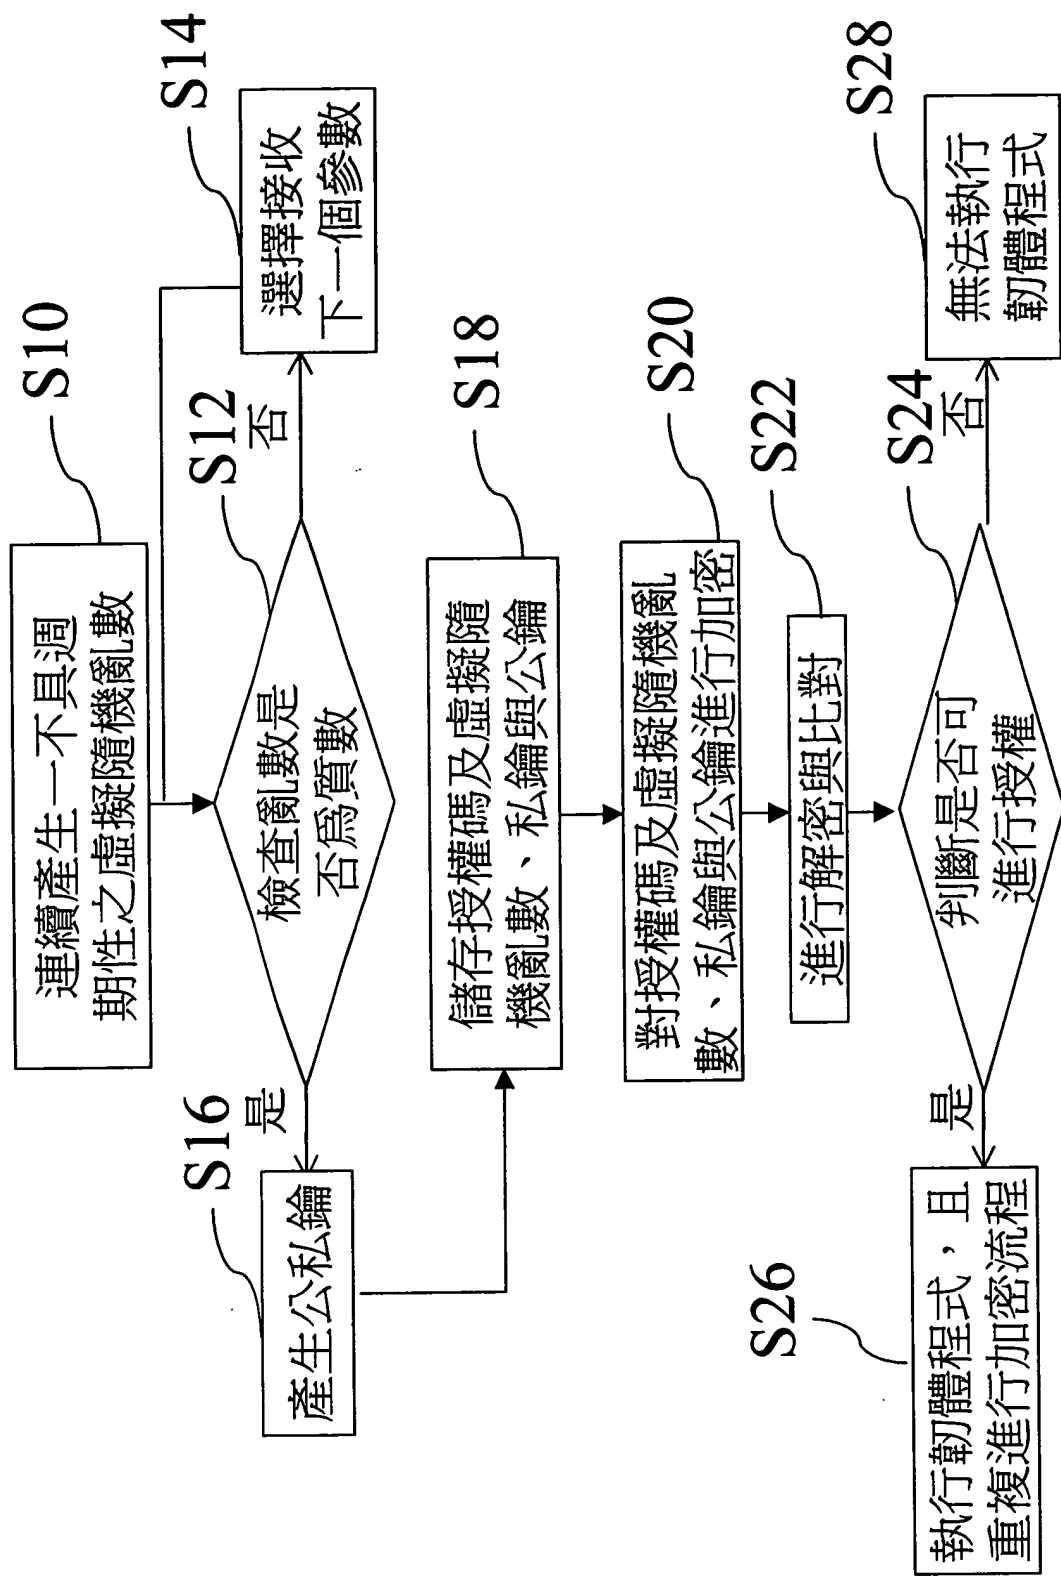 S10
連續產生一不具週
期性之虛擬隨機亂數
S12
檢查亂數是
否為質數
否
S14
選擇接收
下一個參數
是
S16
產生公私鑰
S18
儲存授權碼及虛擬隨
機亂數、私鑰與公鑰
S20
對授權碼及虛擬隨機亂
數、私鑰與公鑰進行加密
S22
進行解密與比對
S24
判斷是否可
進行授權
否
S28
無法執行
韌體程式
是
S26
執行韌體程式，且
重複進行加密流程